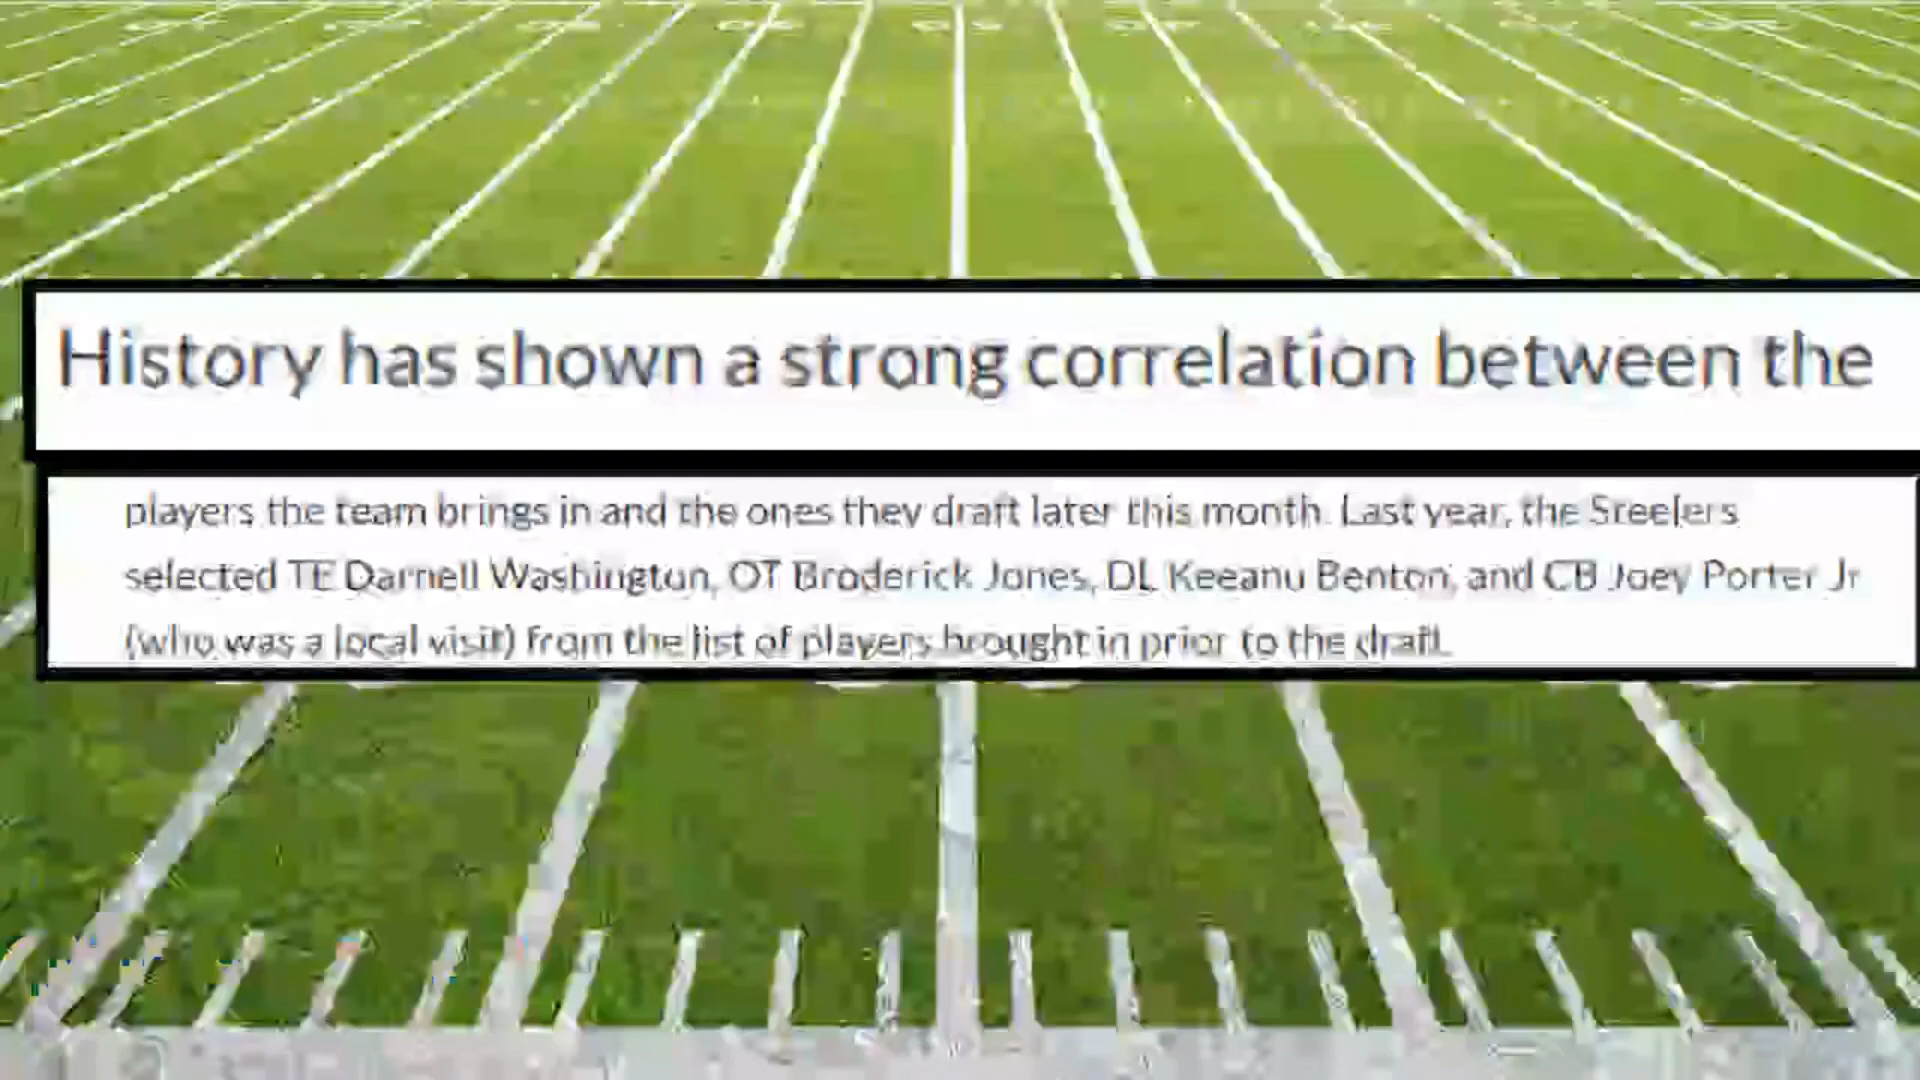 History has shown a strong correlation between the
players the team brings in and the ones they draft later this month. Last year, the Steelers
selected TE Darnell Washington, OT Broderick Jones, DL Keeanu Benton, and CB Joey Porter Jr
(who was a local visit) from the list of players brought in prior to the draft.